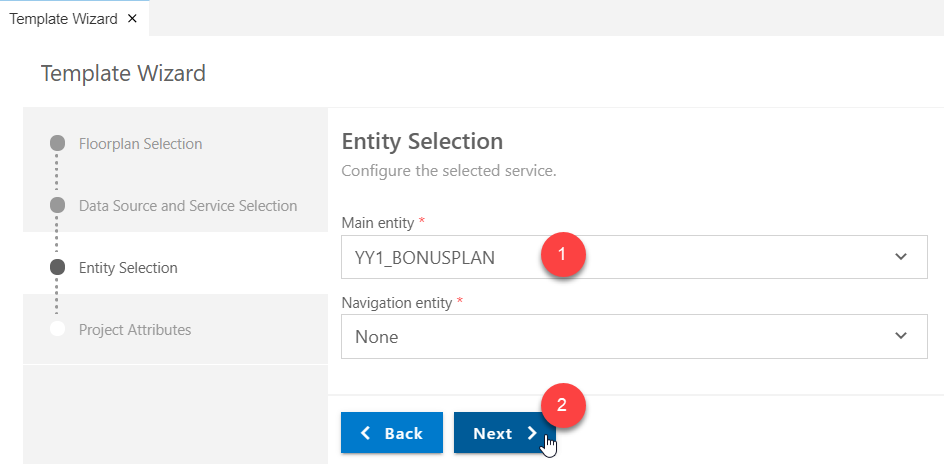 Template Wizard ×
Template Wizard
Floorplan Selection
Data Source and Service Selection
Entity Selection
Project Attributes
Entity Selection
Configure the selected service.
Main entity *
YY1_BONUSPLAN 1
Navigation entity *
None
Back Next 2